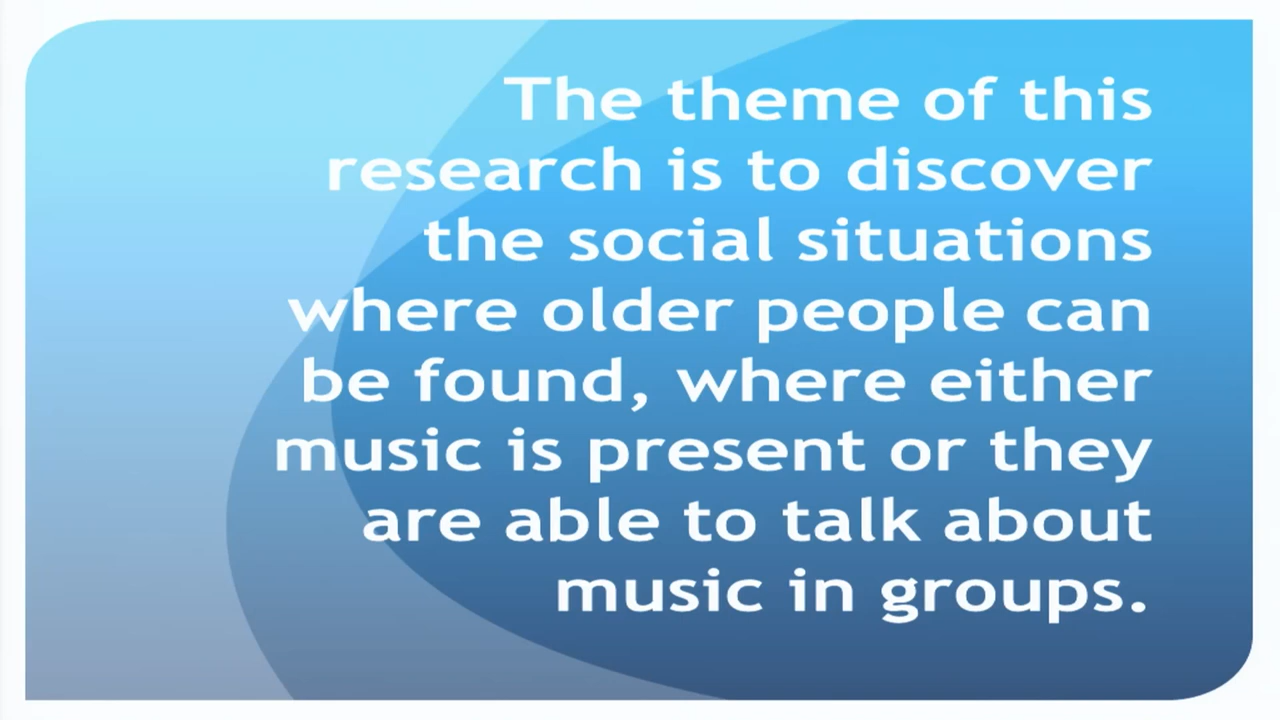 The theme of this
research is to discover
the social situations
where older people can
be found, where either
music is present or they
are able to talk about
music in groups.